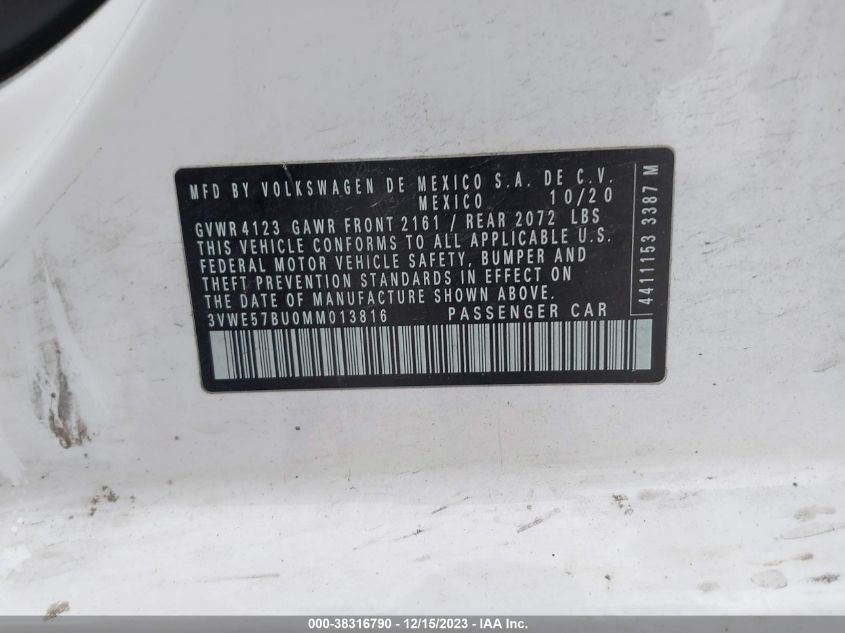 MFD BY VOLKSWAGEN DE MEXICO S.A. DE C.V.
MEXICO 10/20
GVWR 4123 GAWR FRONT 2161 / REAR 2072 LBS
THIS VEHICLE CONFORMS TO ALL APPLICABLE U.S.
FEDERAL MOTOR VEHICLE SAFETY, BUMPER AND
THEFT PREVENTION STANDARDS IN EFFECT ON
THE DATE OF MANUFACTURE SHOWN ABOVE.
3VWE57BU0MM013816 PASSENGER CAR
4411153 3387 M
000-38316790 - 12/15/2023 - IAA Inc.